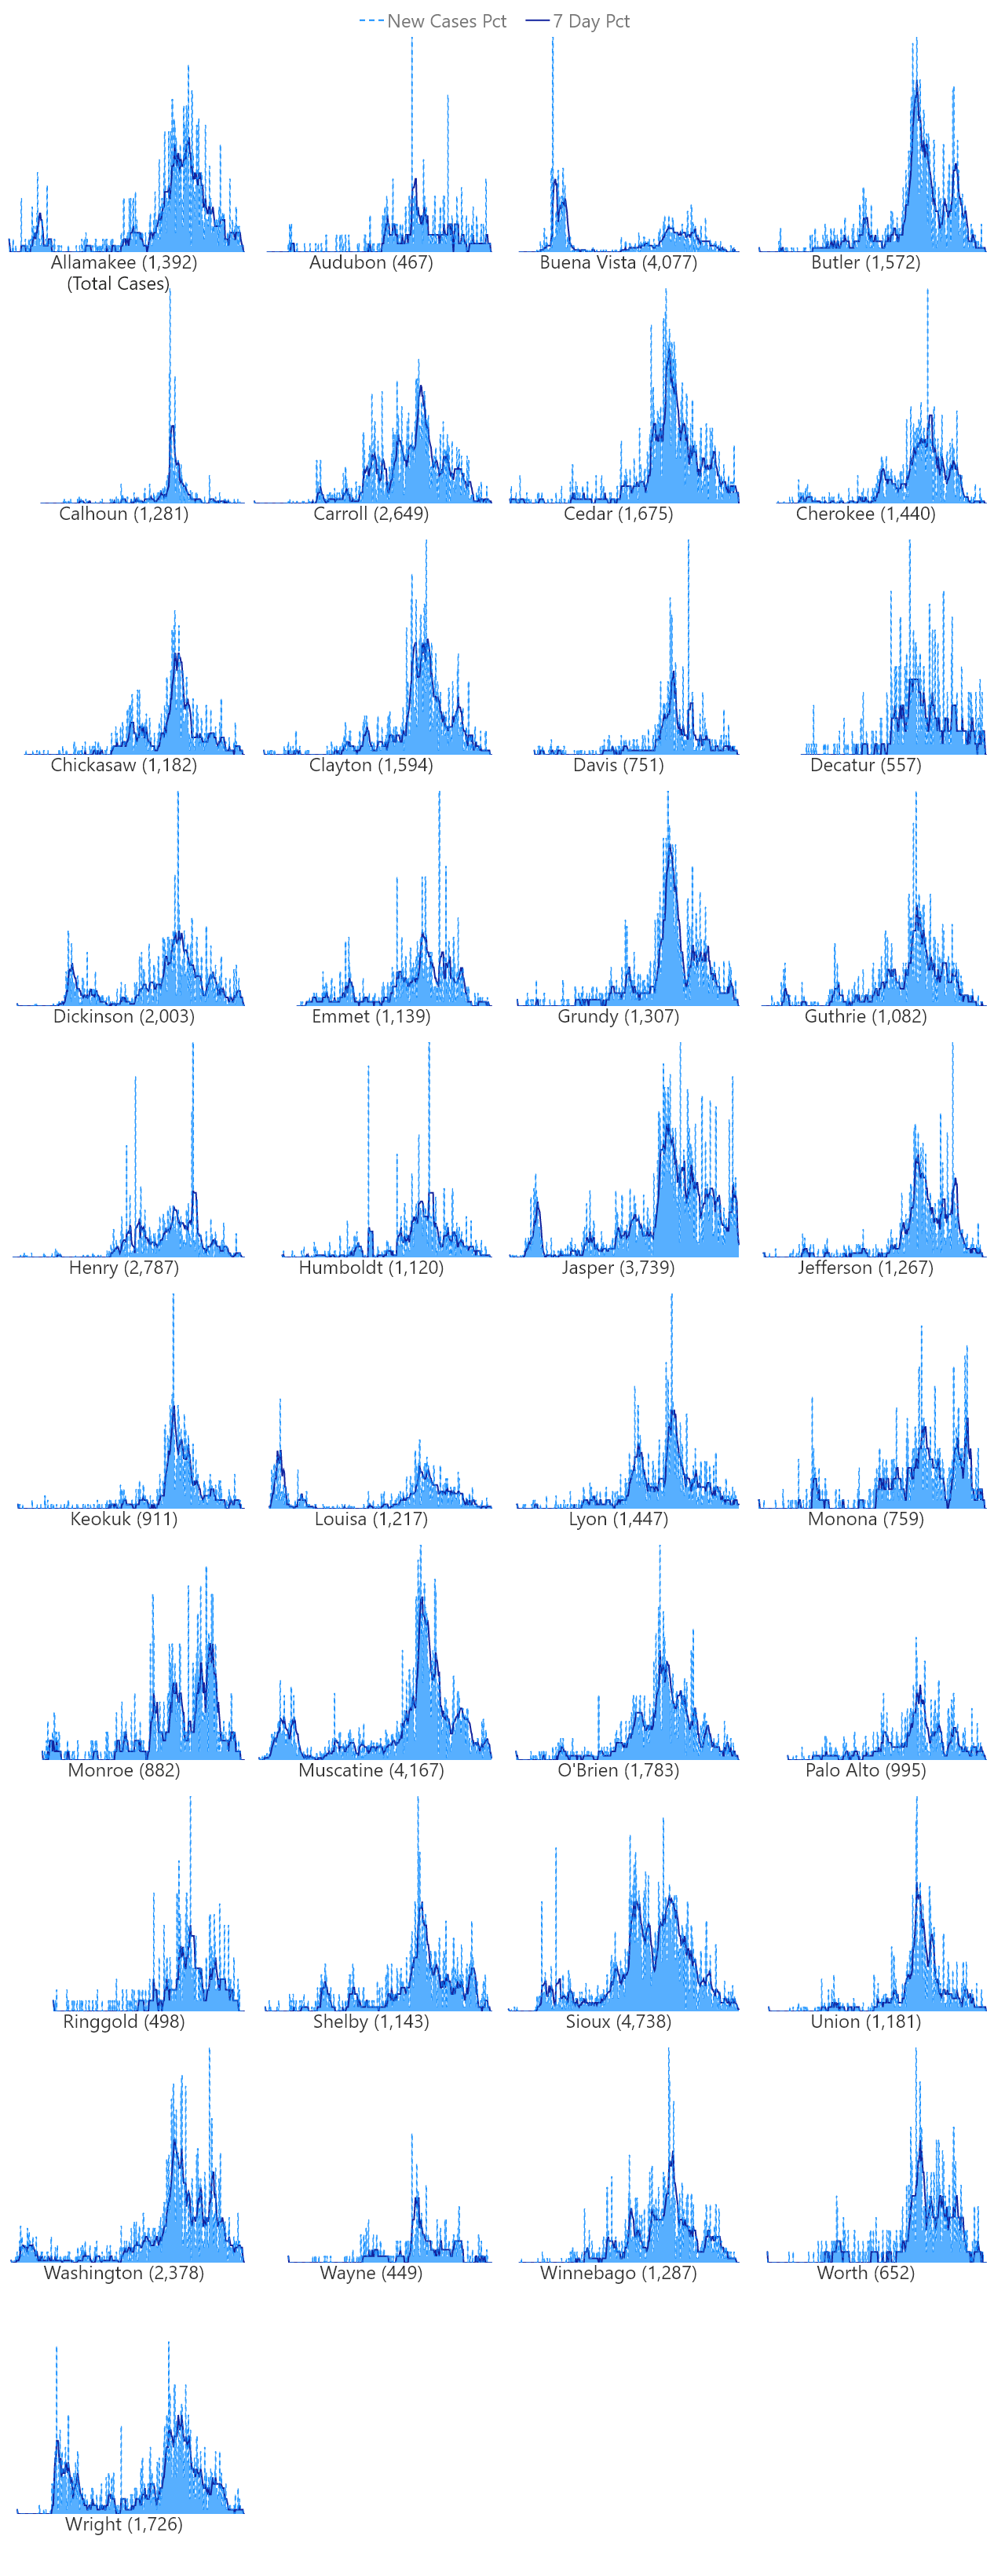 New Cases Pct 7 Day Pct
Allamakee (1,392) Audubon (467) Buena Vista (4,077) Butler (1,572)
(Total Cases)
Calhoun (1,281) Carroll (2,649) Cedar (1,675) Cherokee (1,440)
Chickasaw (1,182) Clayton (1,594) Davis (751) Decatur (557)
Dickinson (2,003) Emmet (1,139) Grundy (1,307) Guthrie (1,082)
Henry (2,787) Humboldt (1,120) Jasper (3,739) Jefferson (1,267)
Keokuk (911) Louisa (1,217) Lyon (1,447) Monona (759)
Monroe (882) Muscatine (4,167) O'Brien (1,783) Palo Alto (995)
Ringgold (498) Shelby (1,143) Sioux (4,738) Union (1,181)
Washington (2,378) Wayne (449) Winnebago (1,287) Worth (652)
Wright (1,726)